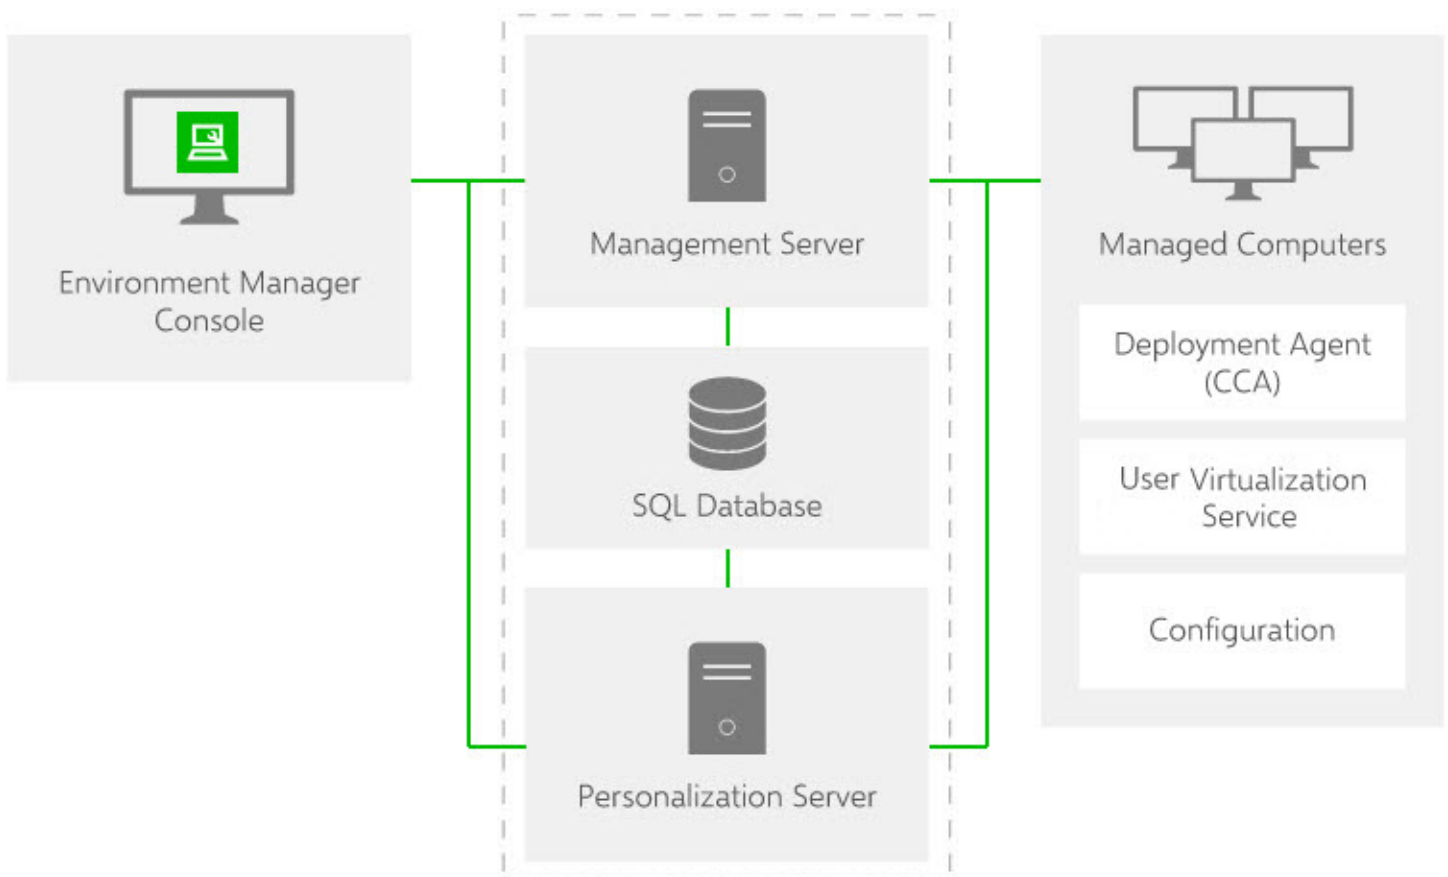 Environment Manager
Console
Management Server
SQL Database
Personalization Server
Managed Computers
Deployment Agent
(CCA)
User Virtualization
Service
Configuration